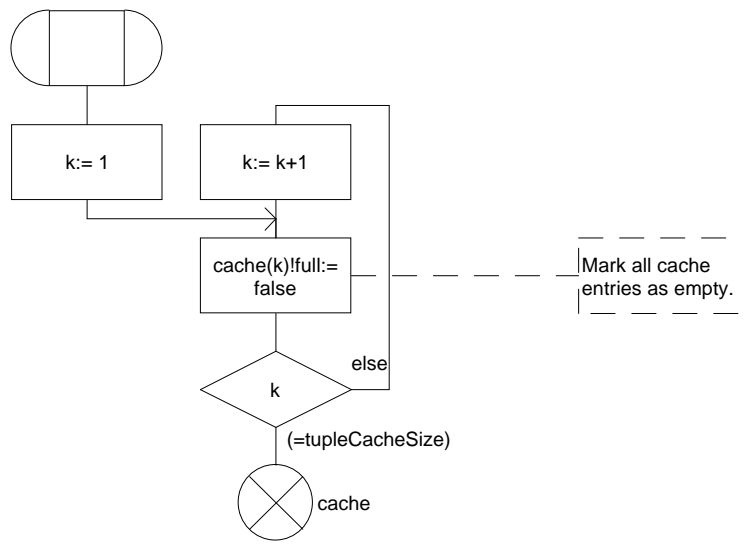 k:= 1
k:= k+1
cache(k)!full:=
false
Mark all cache
entries as empty.
else
k
(=tupleCacheSize)
cache